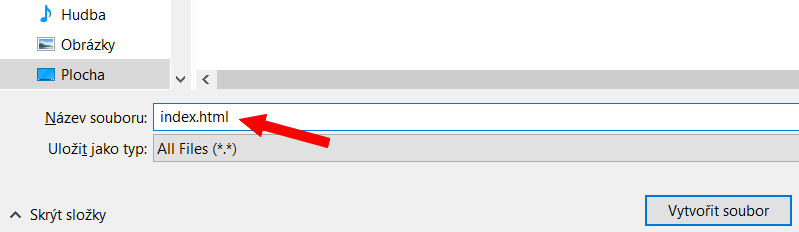 Hudba
Obrázky
Plocha
Název souboru: index.html
Uložit jako typ: All Files (*.*)
Skrýt složky
Vytvořit soubor